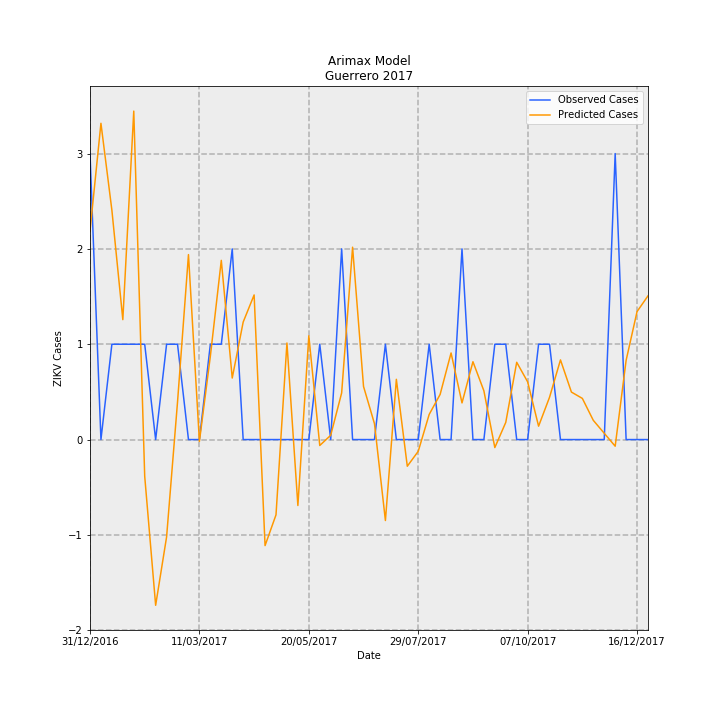 Arimax Model
Guerrero 2017
Observed Cases
Predicted Cases
ZIKV Cases
3
2
1
0
−1
−2
31/12/2016
11/03/2017
20/05/2017
29/07/2017
07/10/2017
16/12/2017
Date